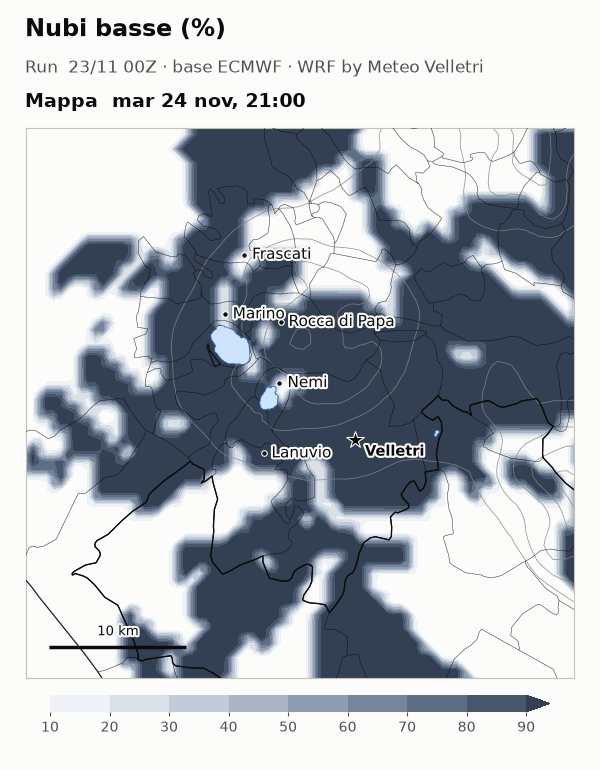 Nubi basse (%)
Run  23/11 00Z · base ECMWF · WRF by Meteo Velletri
Mappa  mar 24 nov, 21:00
Frascati
Marino
Rocca di Papa
Nemi
Velletri
Lanuvio
10 km
10 20 30 40 50 60 70 80 90